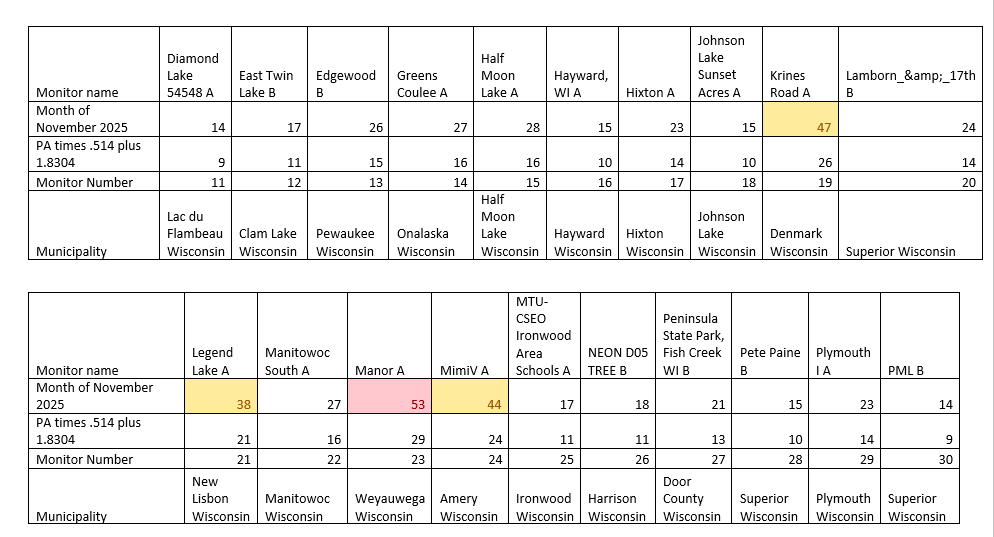 Monitor name Diamond Lake 54548 A East Twin Lake B Edgewood B Greens Coulee A Half Moon Lake A Hayward, WI A Hixton A Johnson Lake Sunset Acres A Krines Road A Lamborn_&amp;_17th B
Month of November 2025 14 17 26 27 28 15 23 15 47 24
PA times .514 plus 1.8304 9 11 15 16 16 10 14 10 26 14
Monitor Number 11 12 13 14 15 16 17 18 19 20
Municipality Lac du Flambeau Wisconsin Clam Lake Wisconsin Pewaukee Wisconsin Onalaska Wisconsin Half Moon Lake Wisconsin Hayward Wisconsin Hixton Wisconsin Johnson Lake Wisconsin Denmark Wisconsin Superior Wisconsin
Monitor name Legend Lake A Manitowoc South A Manor A MimiV A MTU-CSEO Ironwood Area Schools A NEON D05 TREE B Peninsula State Park, Fish Creek WI B Pete Paine B Plymouth I A PML B
Month of November 2025 38 27 53 44 17 18 21 15 23 14
PA times .514 plus 1.8304 21 16 29 24 11 11 13 10 14 9
Monitor Number 21 22 23 24 25 26 27 28 29 30
Municipality New Lisbon Wisconsin Manitowoc Wisconsin Weyauwega Wisconsin Amery Wisconsin Ironwood Wisconsin Harrison Wisconsin Door County Wisconsin Superior Wisconsin Plymouth Wisconsin Superior Wisconsin